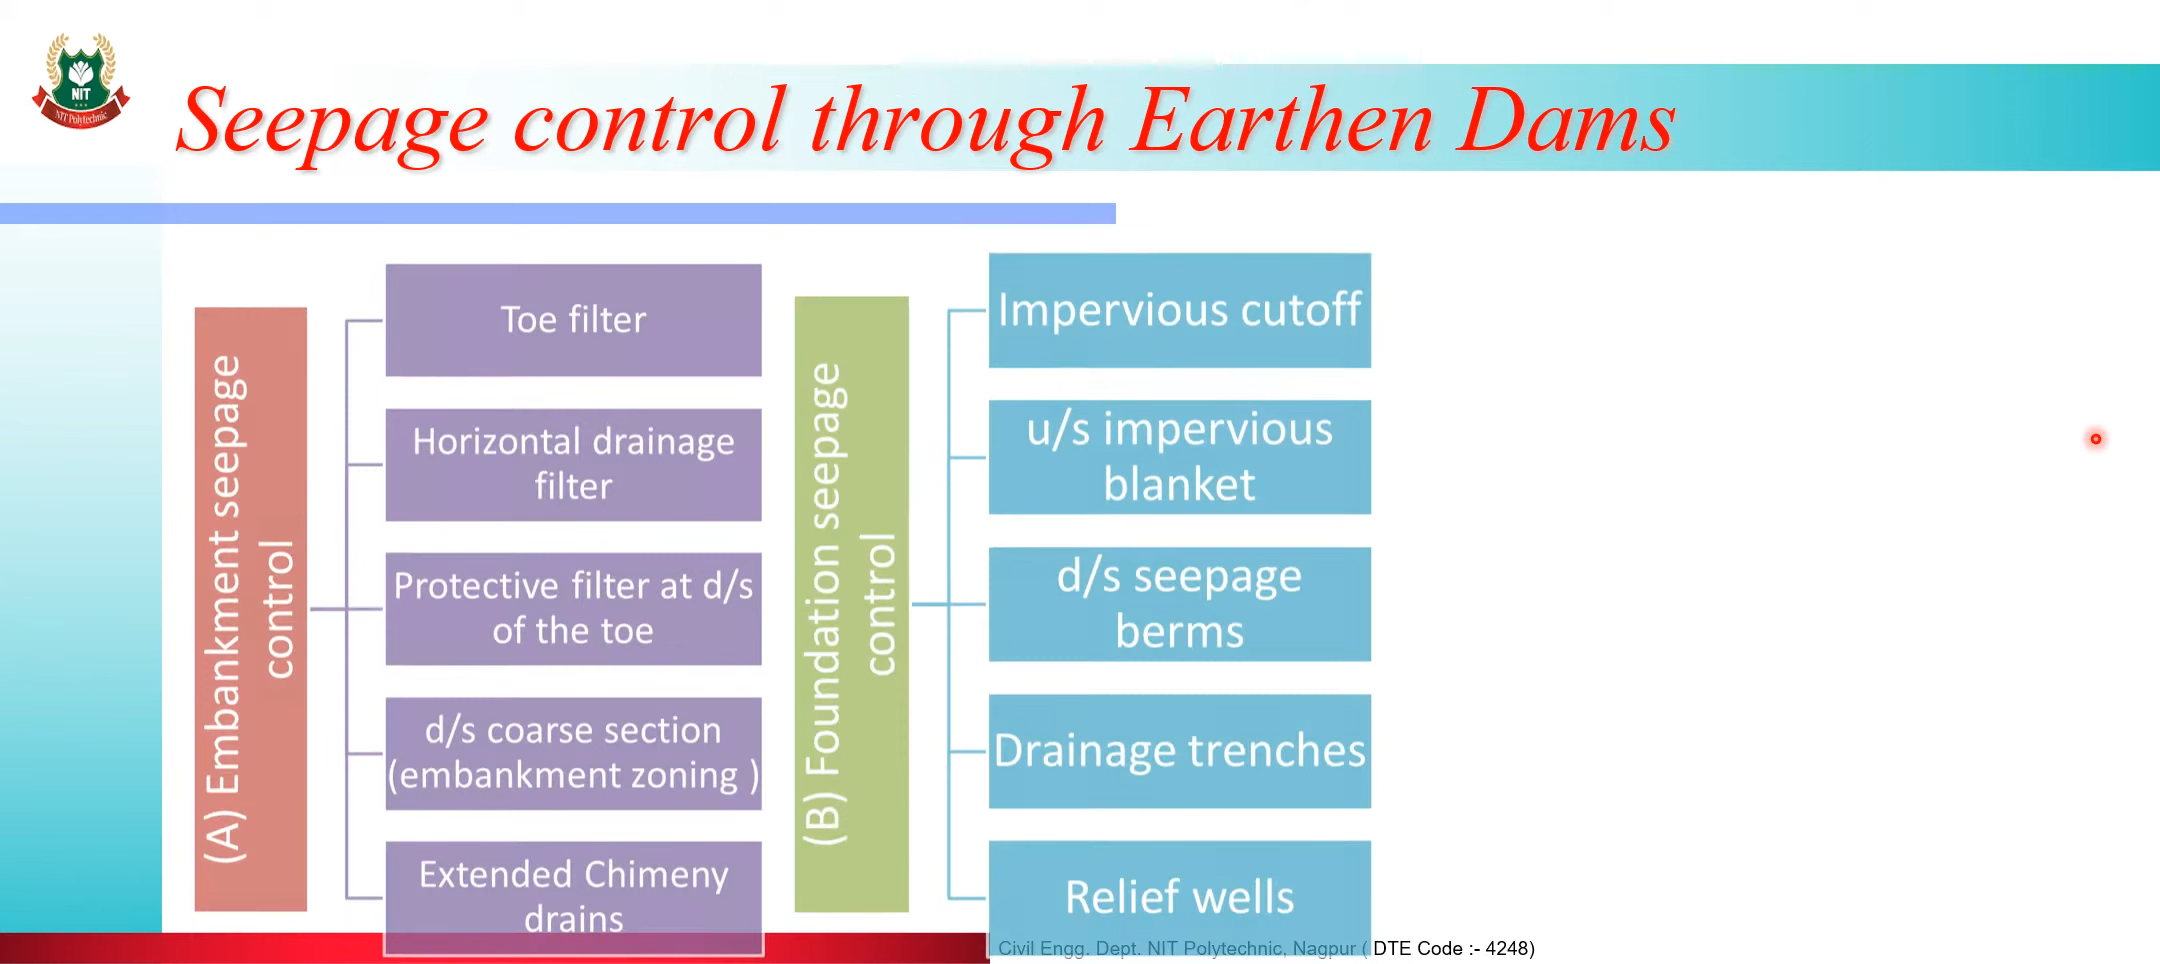 NIT
NIT Polytechnic
Seepage control through Earthen Dams
(A) Embankment seepage
control
Toe filter
Horizontal drainage
filter
Protective filter at d/s
of the toe
d/s coarse section
(embankment zoning )
Extended Chimeny
drains
(B) Foundation seepage
control
Impervious cutoff
u/s impervious
blanket
d/s seepage
berms
Drainage trenches
Relief wells
Civil Engg. Dept. NIT Polytechnic, Nagpur ( DTE Code :- 4248)